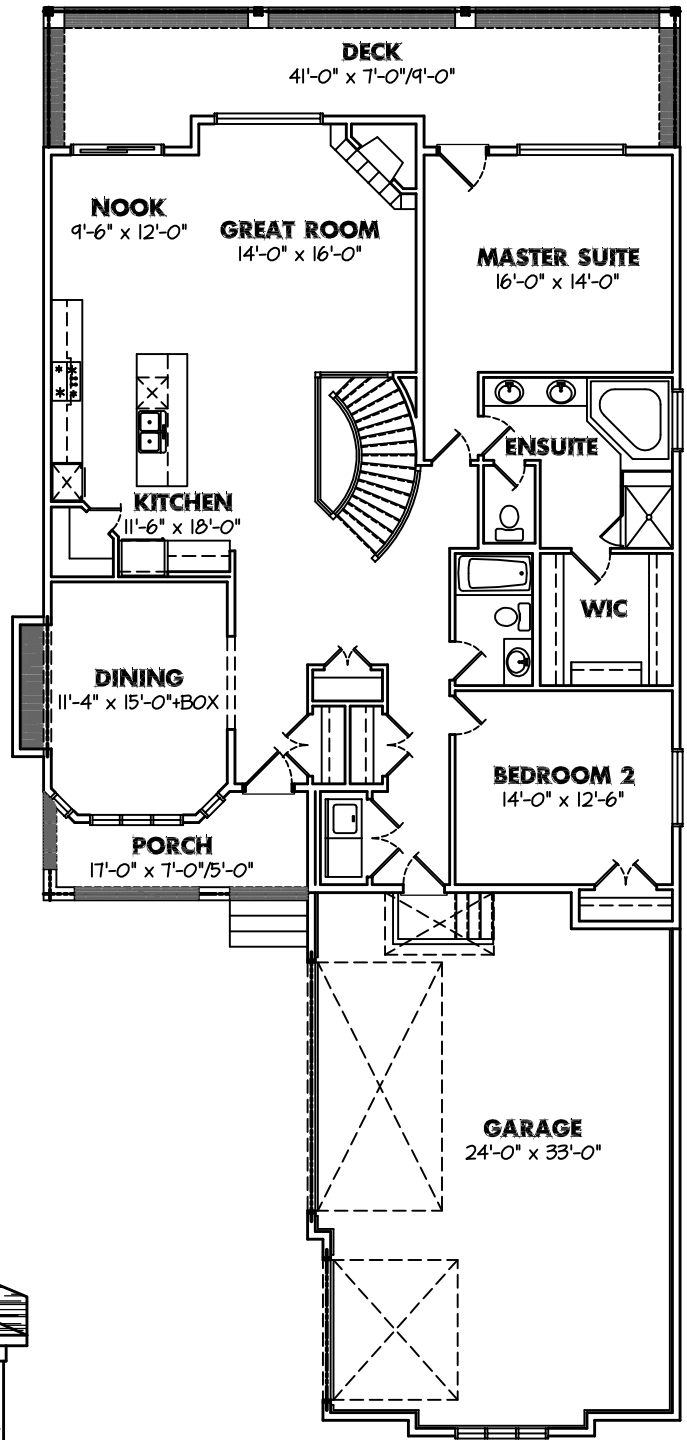 DECK
41'-0" x 7'-0"/9'-0"
NOOK
9'-6" x 12'-0"
GREAT ROOM
14'-0" x 16'-0"
MASTER SUITE
16'-0" x 14'-0"
ENSUITE
KITCHEN
11'-6" x 18'-0"
WIC
DINING
11'-4" x 15'-0"+BOX
BEDROOM 2
14'-0" x 12'-6"
PORCH
17'-0" x 7'-0"/5'-0"
GARAGE
24'-0" x 33'-0"